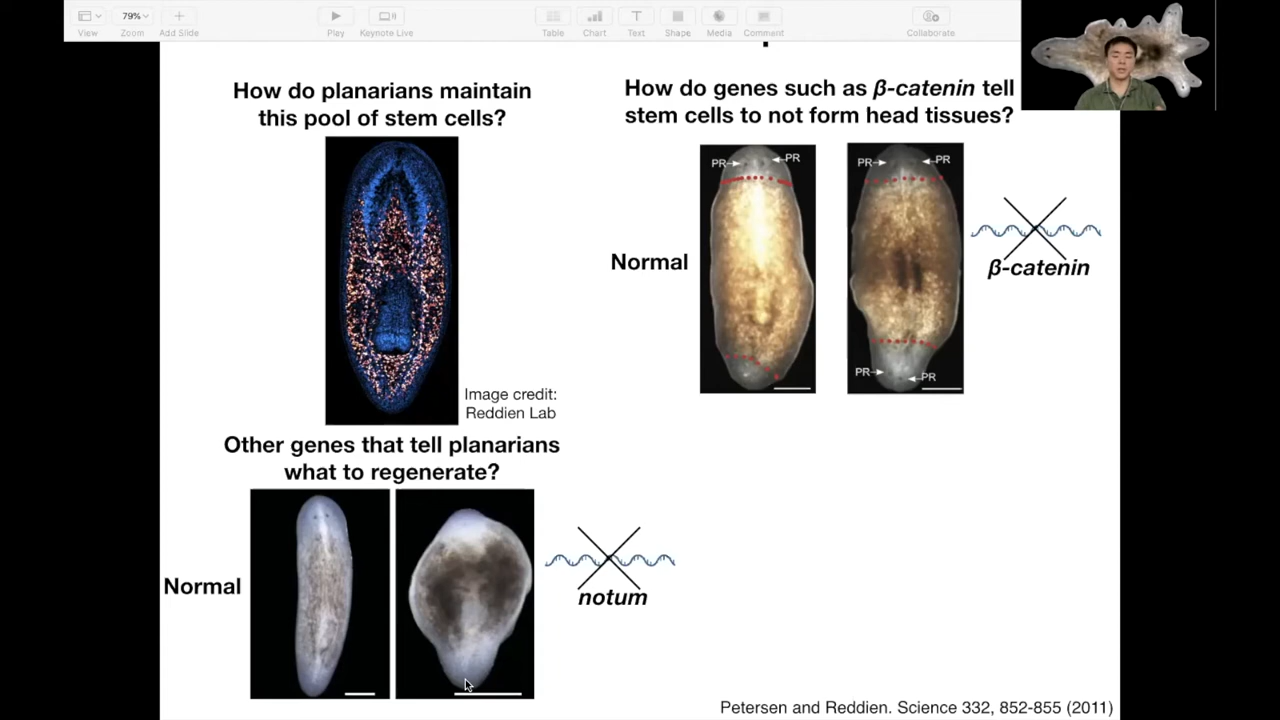 View
79%
Zoom
Add Slide
Play
Keynote Live
Table
Chart
Text
Shape
Media
Comment
Collaborate
How do planarians maintain
this pool of stem cells?
Image credit:
Reddien Lab
How do genes such as β-catenin tell
stem cells to not form head tissues?
Normal
PR
PR
PR
PR
PR
PR
β-catenin
Other genes that tell planarians
what to regenerate?
Normal
notum
Petersen and Reddien. Science 332, 852-855 (2011)